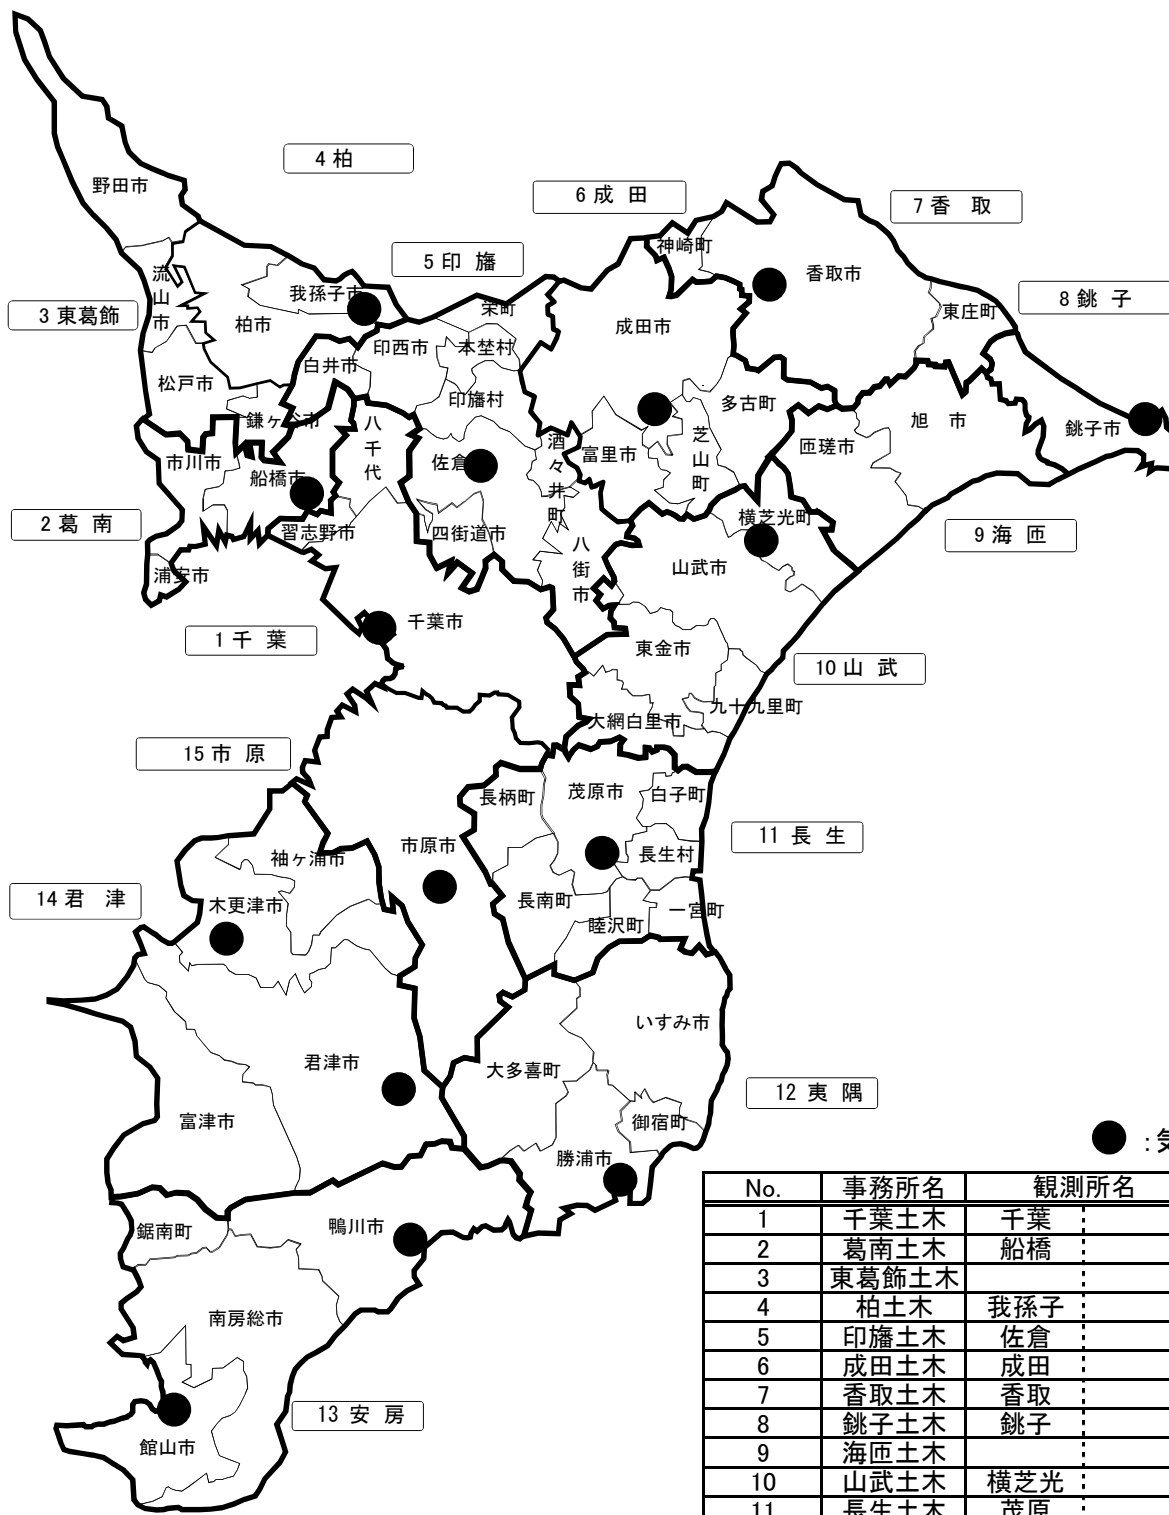 4 柏
野田市
6 成 田
7 香 取
神崎町
5 印 旛
香取市
流山市
我孫子市
8 銚 子
3 東葛飾
柏市
栄町
東庄町
成田市
印西市
本埜村
白井市
松戸市
印旛村
多古町
鎌ヶ谷市
八千代
旭 市
銚子市
市川市
佐倉
酒々井町
富里市
芝山町
匝瑳市
船橋市
2 葛 南
習志野市
四街道市
横芝光町
9 海 匝
浦安市
八街市
山武市
1 千 葉
千葉市
東金市
10 山 武
大網白里市
九十九里町
15 市 原
長柄町
茂原市
白子町
11 長 生
袖ヶ浦市
市原市
長生村
14 君 津
木更津市
長南町
睦沢町
一宮町
いすみ市
君津市
大多喜町
12 夷 隅
富津市
御宿町
勝浦市
● : 気
鋸南町
鴨川市
南房総市
13 安 房
館山市
No. 事務所名 観測所名
1 千葉土木 千葉
2 葛南土木 船橋
3 東葛飾土木
4 柏土木 我孫子
5 印旛土木 佐倉
6 成田土木 成田
7 香取土木 香取
8 銚子土木 銚子
9 海匝土木
10 山武土木 横芝光
11 長生土木 茂原